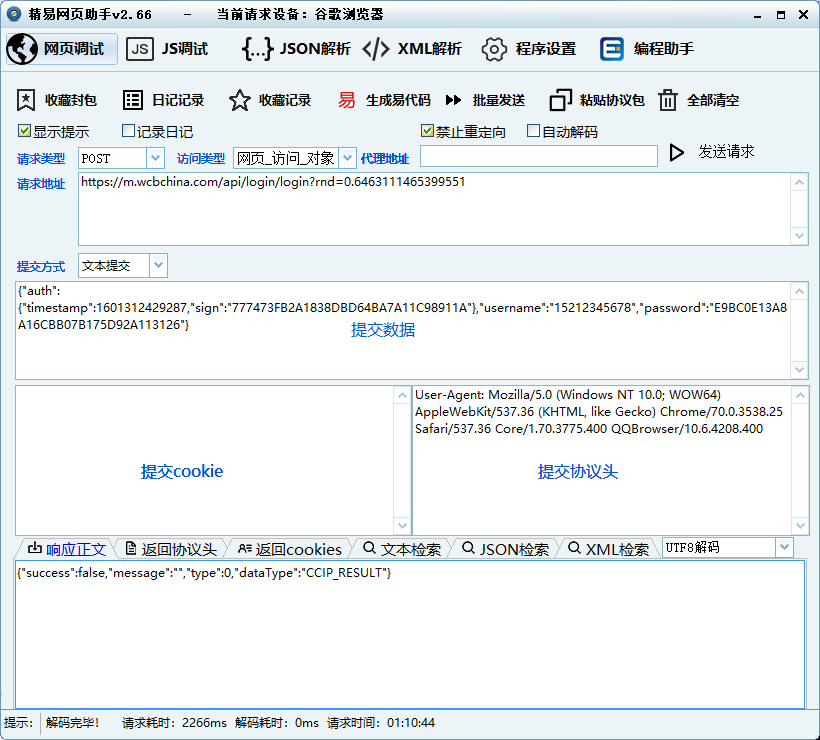 精易网页助手v2.66 - 当前请求设备：谷歌浏览器
网页调试 JS JS调试 {...} JSON解析 </> XML解析 程序设置 编程助手
收藏封包 日记记录 收藏记录 易 生成易代码 批量发送 粘贴协议包 全部清空
显示提示 记录日记 禁止重定向 自动解码
请求类型 POST 访问类型 网页_访问_对象 代理地址 发送请求
请求地址 https://m.wcbchina.com/api/login/login?rnd=0.6463111465399551
提交方式 文本提交
{"auth":
{"timestamp":1601312429287,"sign":"777473FB2A1838DBD64BA7A11C98911A"},"username":"15212345678","password":"E9BC0E13A8
A16CBB07B175D92A113126"}
提交数据
User-Agent: Mozilla/5.0 (Windows NT 10.0; WOW64)
AppleWebKit/537.36 (KHTML, like Gecko) Chrome/70.0.3538.25
Safari/537.36 Core/1.70.3775.400 QQBrowser/10.6.4208.400
提交cookie 提交协议头
响应正文 返回协议头 返回cookies 文本检索 JSON检索 XML检索 UTF8解码
{"success":false,"message":"","type":0,"dataType":"CCIP_RESULT"}
提示: 解码完毕! 请求耗时: 2266ms 解码耗时: 0ms 请求时间: 01:10:44